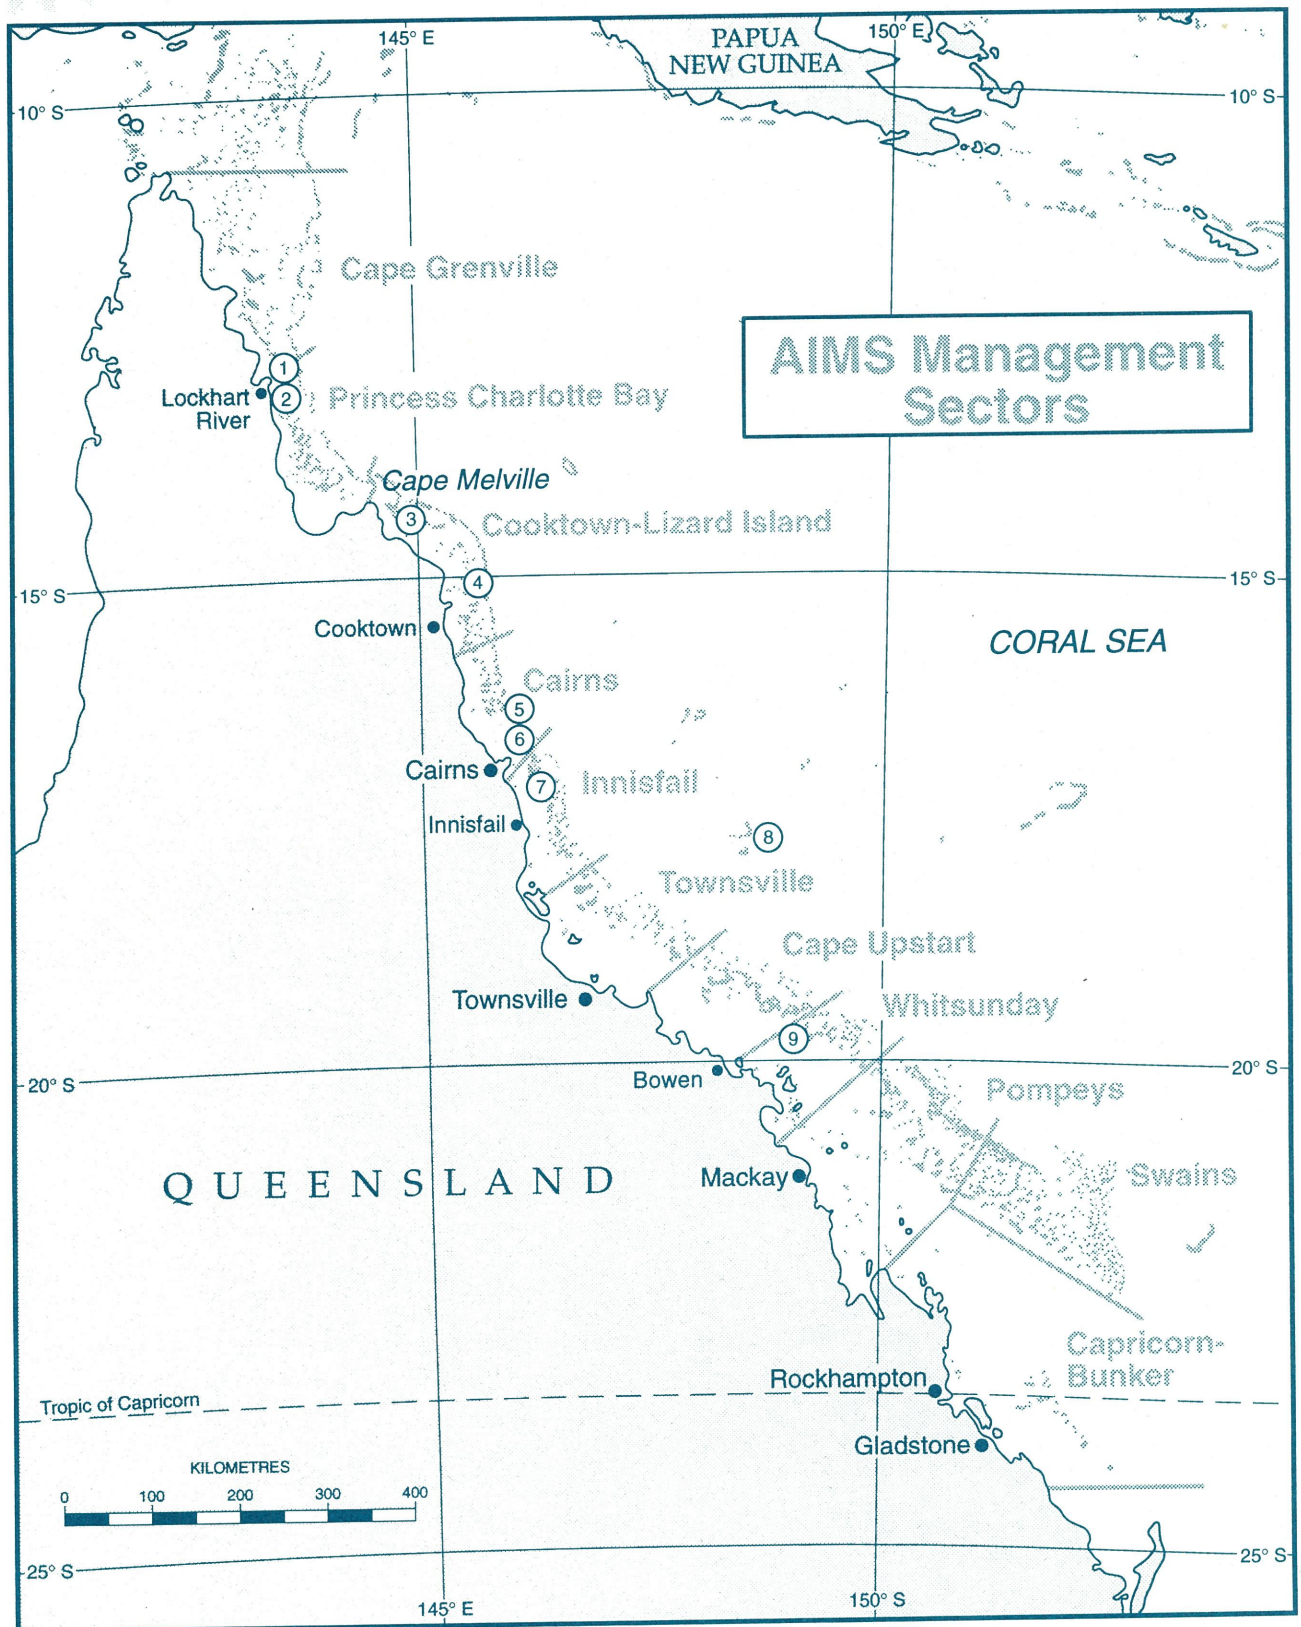 145° E
150° E
PAPUA
NEW GUINEA
10° S
10° S
Cape Grenville
AIMS Management
Sectors
1
Lockhart
River
2
Princess Charlotte Bay
Cape Melville
3
Cooktown-Lizard Island
4
15° S
15° S
Cooktown
CORAL SEA
Cairns
5
6
Cairns
7
Innisfail
Innisfail
8
Townsville
Cape Upstart
Townsville
Whitsunday
9
20° S
Bowen
20° S
Pompeys
QUEENSLAND
Mackay
Swains
Capricorn-
Bunker
Rockhampton
Tropic of Capricorn
Gladstone
KILOMETRES
0 100 200 300 400
25° S
25° S
145° E
150° S